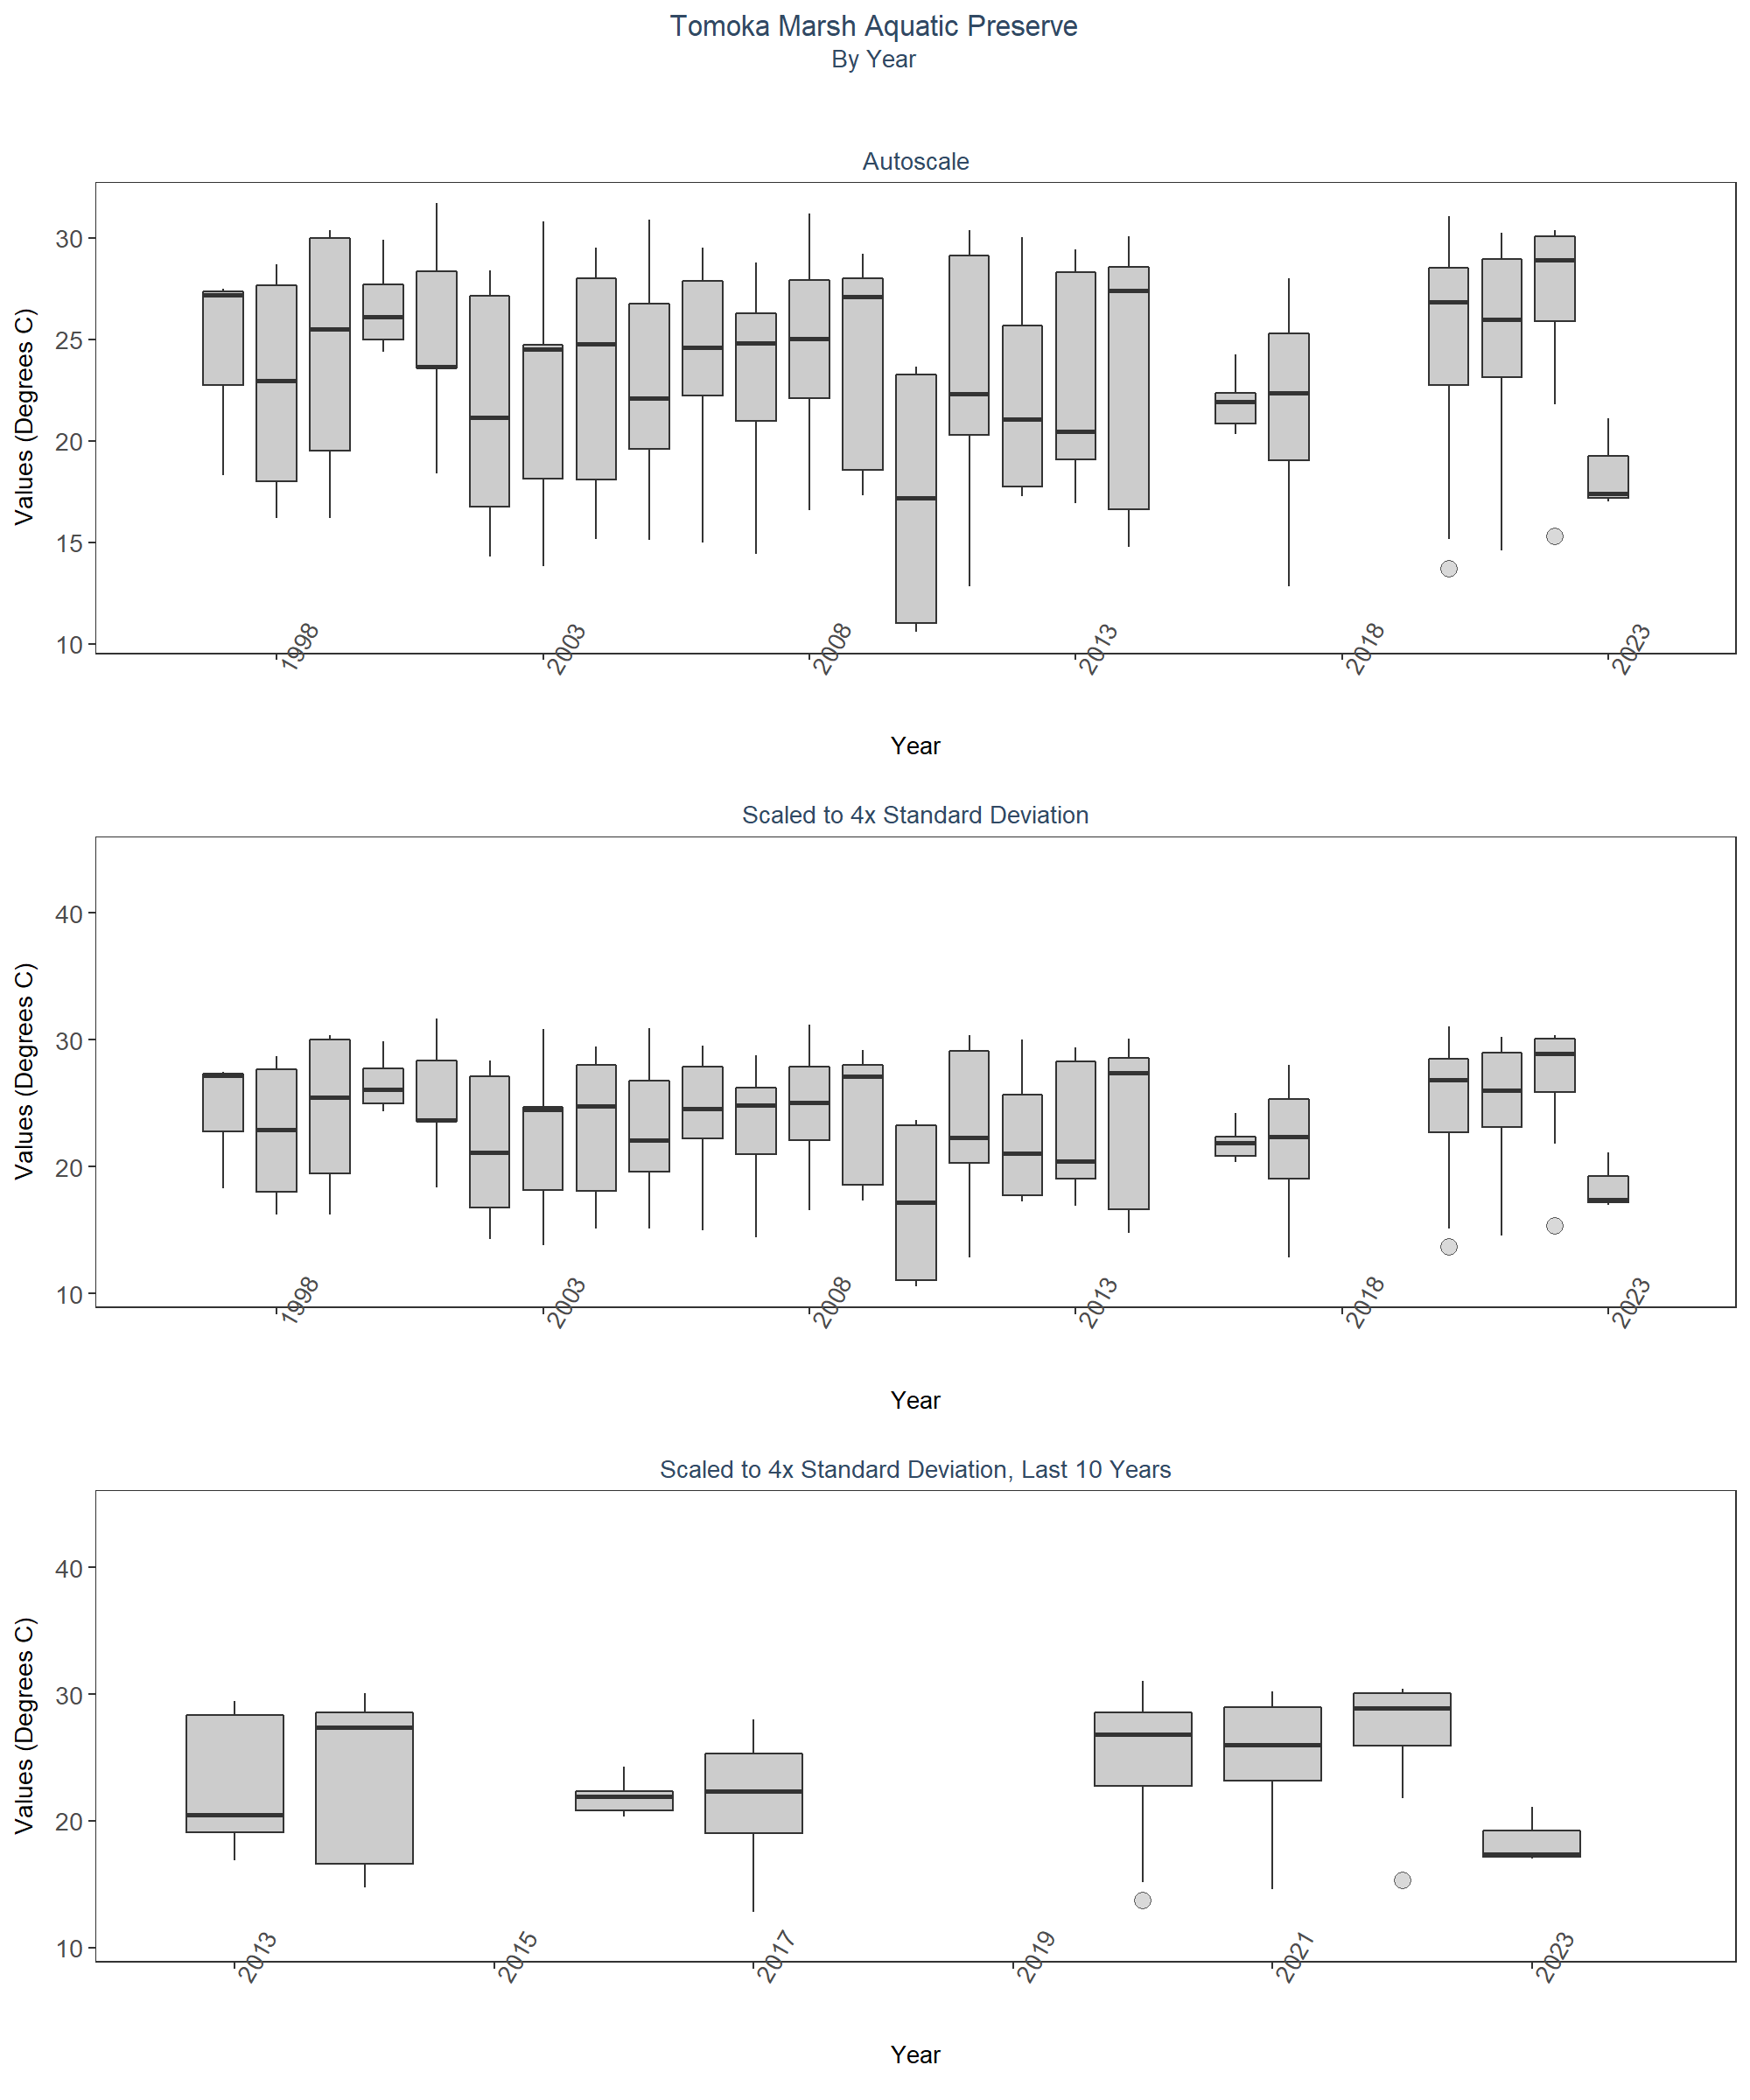 Tomoka Marsh Aquatic Preserve
By Year
Autoscale
Values (Degrees C)
30
25
20
15
10
1998
2003
2008
2013
2018
2023
Year
Scaled to 4x Standard Deviation
Values (Degrees C)
40
30
20
10
1998
2003
2008
2013
2018
2023
Year
Scaled to 4x Standard Deviation, Last 10 Years
Values (Degrees C)
40
30
20
10
2013
2015
2017
2019
2021
2023
Year